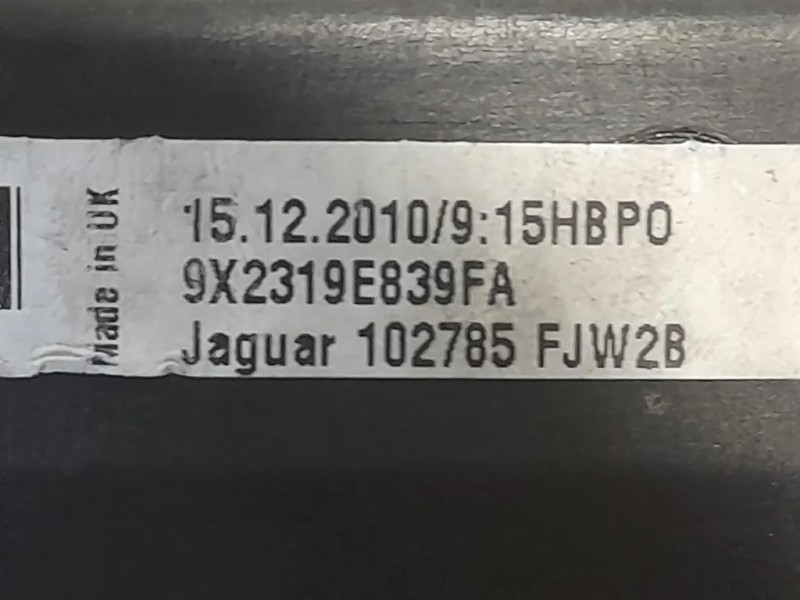 Made in UK
15.12.2010/9:15HBPO
9X2319E839FA
Jaguar 102785 FJW2B